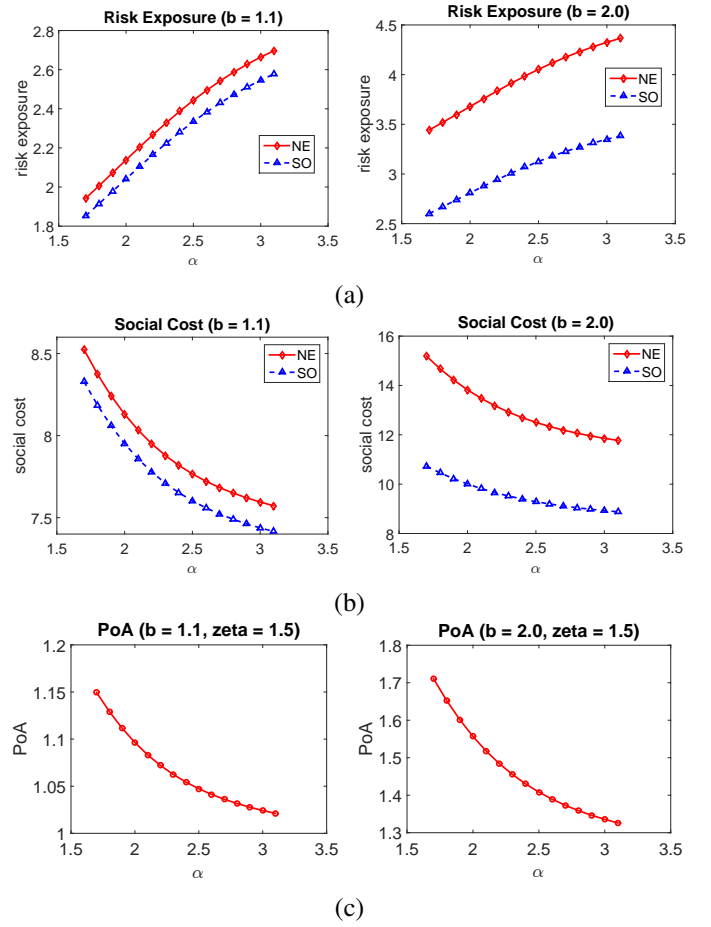 Risk Exposure (b = 1.1)
risk exposure
2.8
2.6
2.4
2.2
2
1.8
NE
SO
1.5 2 2.5 3 3.5
α
Risk Exposure (b = 2.0)
risk exposure
4.5
3.5
2.5
NE
SO
1.5 2 2.5 3 3.5
α
(a)
Social Cost (b = 1.1)
social cost
8.5
8
7.5
NE
SO
1.5 2 2.5 3 3.5
α
Social Cost (b = 2.0)
social cost
16
14
12
10
8
NE
SO
1.5 2 2.5 3 3.5
α
(b)
PoA (b = 1.1, zeta = 1.5)
PoA
1.2
1.15
1.1
1.05
1
1.5 2 2.5 3 3.5
α
PoA (b = 2.0, zeta = 1.5)
PoA
1.8
1.7
1.6
1.5
1.4
1.3
1.5 2 2.5 3 3.5
α
(c)